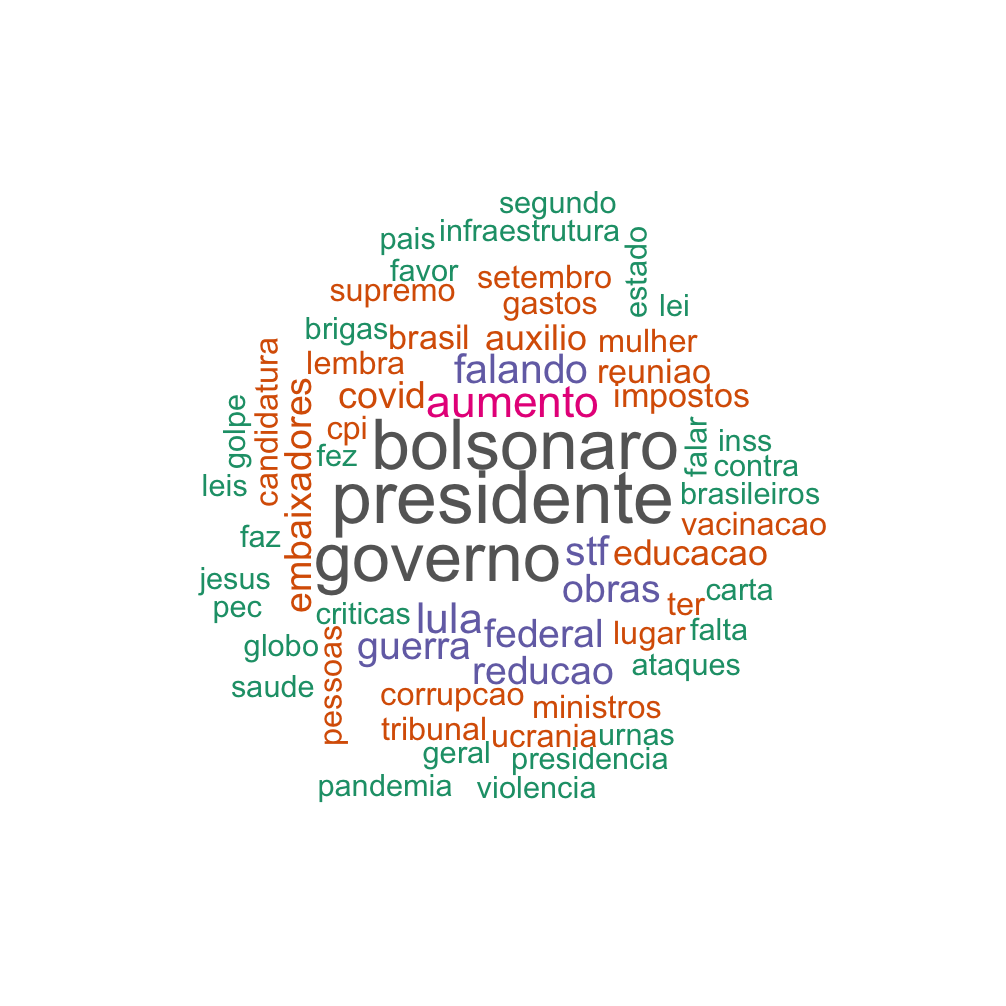 segundo
infraestrutura
pais
estado
favor
setembro
supremo
gastos
lei
brigas
brasil
auxilio
mulher
lembra
falando
reuniao
candidatura
covid
aumento
impostos
golpe
embaixadores
cpi
bolsonaro
falar
inss
fez
contra
leis
presidente
brasileiros
vacinacao
faz
governo
stf
educacao
jesus
obras
ter
carta
pec
criticas
lula
federal
lugar
falta
globo
pessoas
guerra
reducao
ataques
saude
corrupcao
ministros
tribunal
ucrania
urnas
geral
presidencia
pandemia
violencia